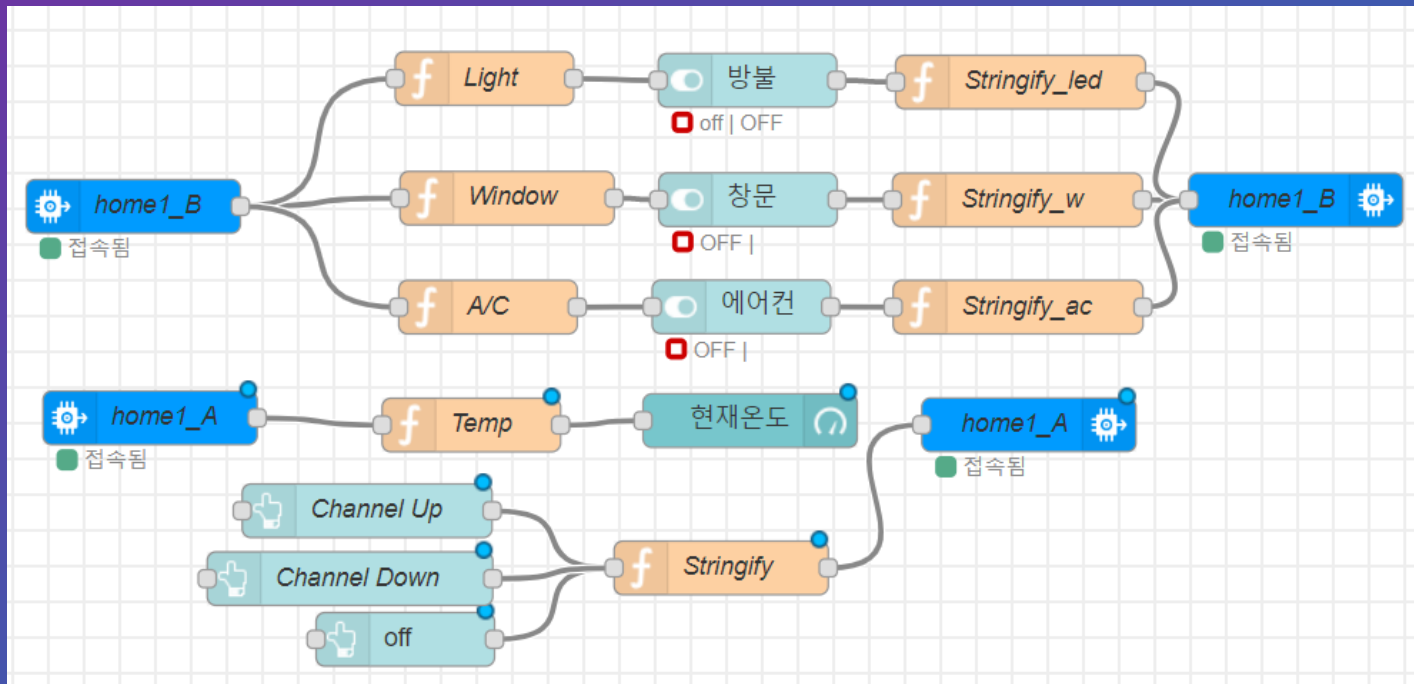 Light
방불
Stringify_led
off | OFF
home1_B
접속됨
Window
창문
Stringify_w
OFF |
home1_B
접속됨
A/C
에어컨
Stringify_ac
OFF |
home1_A
접속됨
Temp
현재온도
home1_A
접속됨
Channel Up
Channel Down
off
Stringify